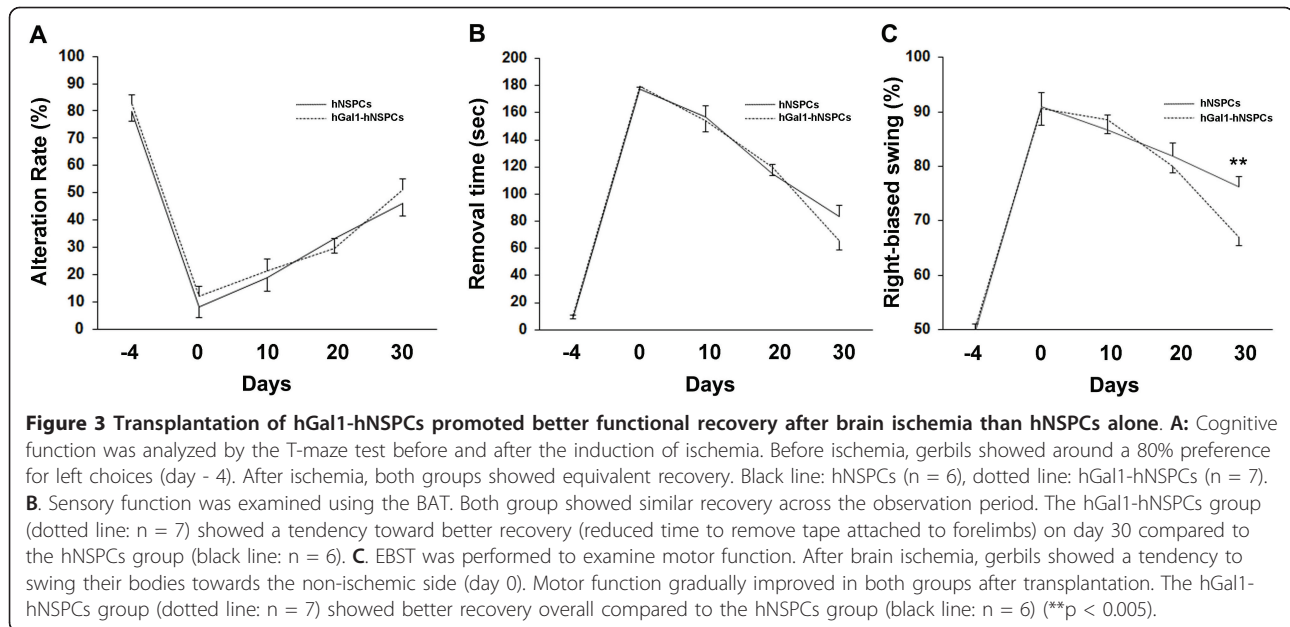 A
Alteration Rate (%)
100
90
80
70
60
50
40
30
20
10
0
hNSPCs
hGal1-hNSPCs
-4 0 10 20 30
Days
B
Removal time (sec)
200
180
160
140
120
100
80
60
40
20
0
hNSPCs
hGal1-hNSPCs
-4 0 10 20 30
Days
C
Right-biased swing (%)
100
90
80
70
60
50
hNSPCs
hGal1-hNSPCs
**
-4 0 10 20 30
Days
Figure 3 Transplantation of hGal1-hNSPCs promoted better functional recovery after brain ischemia than hNSPCs alone. A: Cognitive
function was analyzed by the T-maze test before and after the induction of ischemia. Before ischemia, gerbils showed around a 80% preference
for left choices (day - 4). After ischemia, both groups showed equivalent recovery. Black line: hNSPCs (n = 6), dotted line: hGal1-hNSPCs (n = 7).
B. Sensory function was examined using the BAT. Both group showed similar recovery across the observation period. The hGal1-hNSPCs group
(dotted line: n = 7) showed a tendency toward better recovery (reduced time to remove tape attached to forelimbs) on day 30 compared to
the hNSPCs group (black line: n = 6). C. EBST was performed to examine motor function. After brain ischemia, gerbils showed a tendency to
swing their bodies towards the non-ischemic side (day 0). Motor function gradually improved in both groups after transplantation. The hGal1-
hNSPCs group (dotted line: n = 7) showed better recovery overall compared to the hNSPCs group (black line: n = 6) (**p < 0.005).